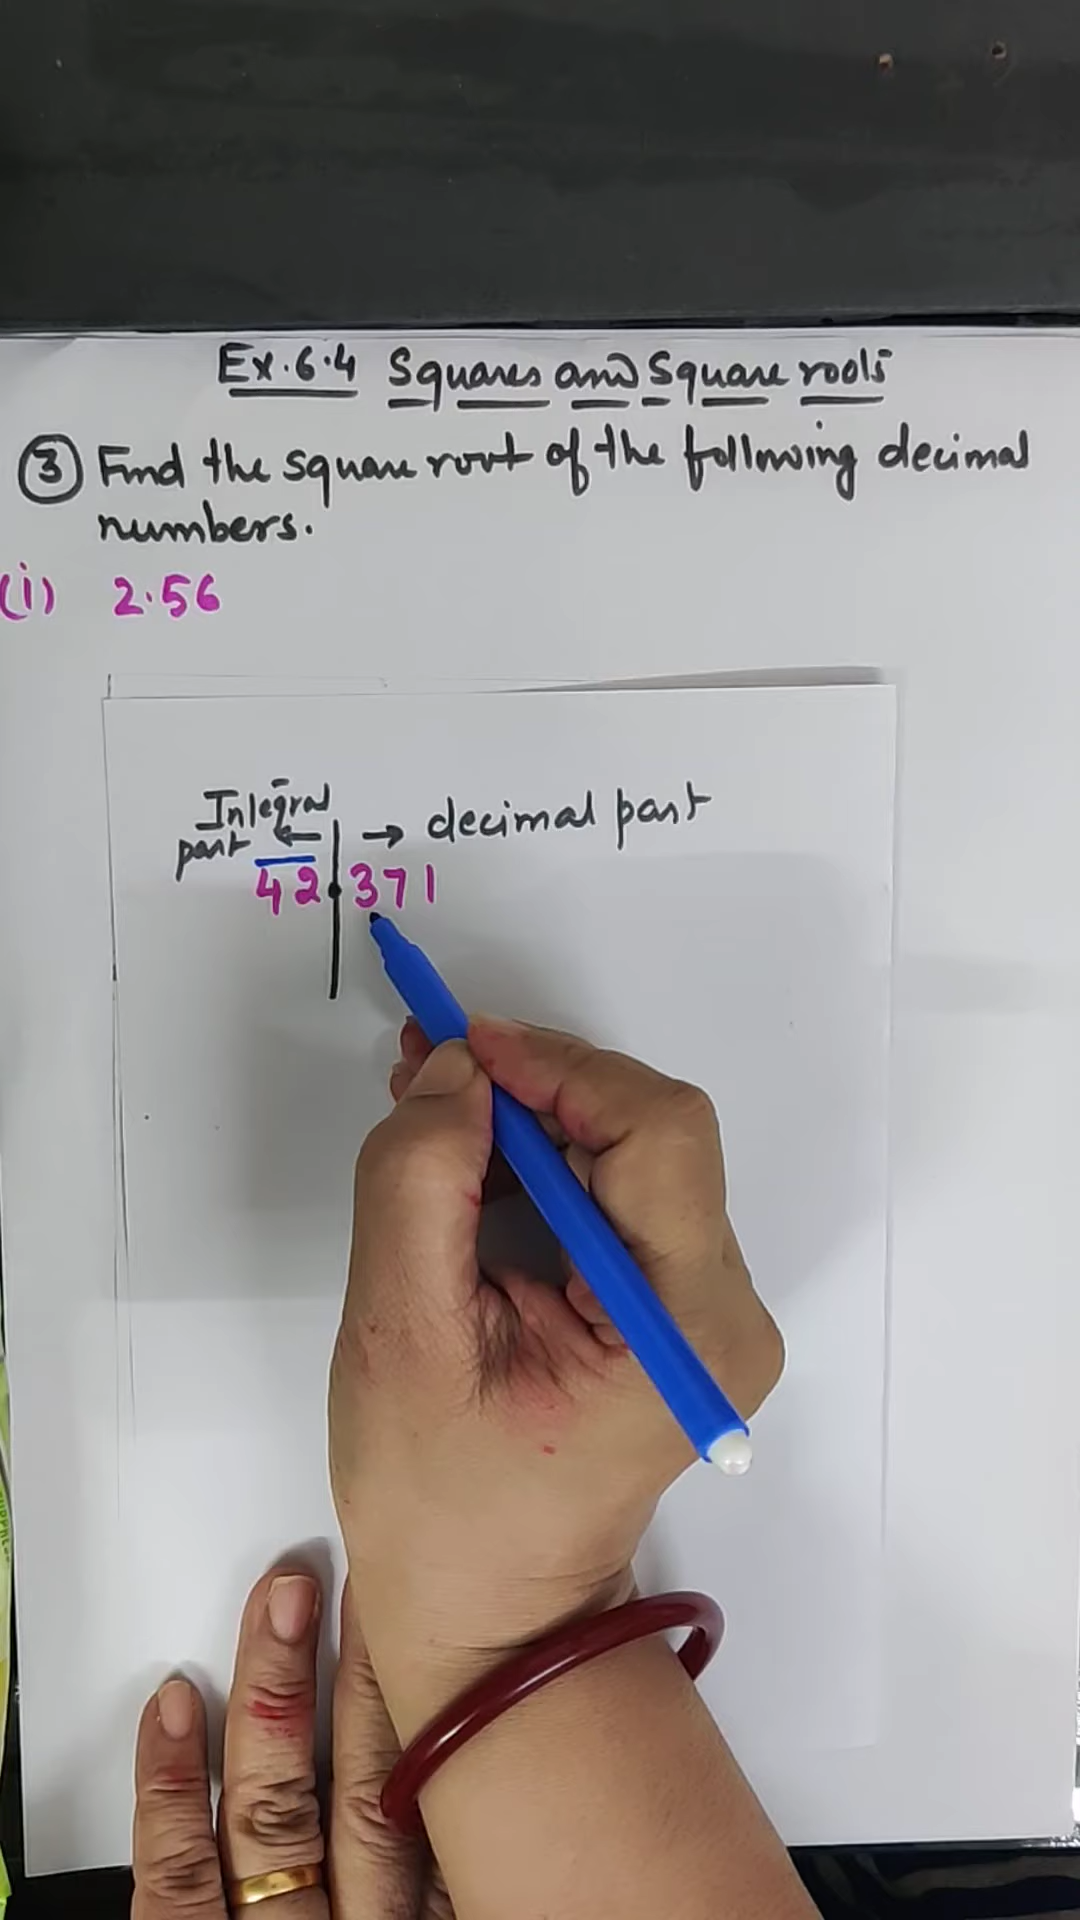 Ex.6.4 Squares and Square roots
③ Find the square root of the following decimal
numbers.
(i) 2.56
Integral
part ← → decimal part
42.371